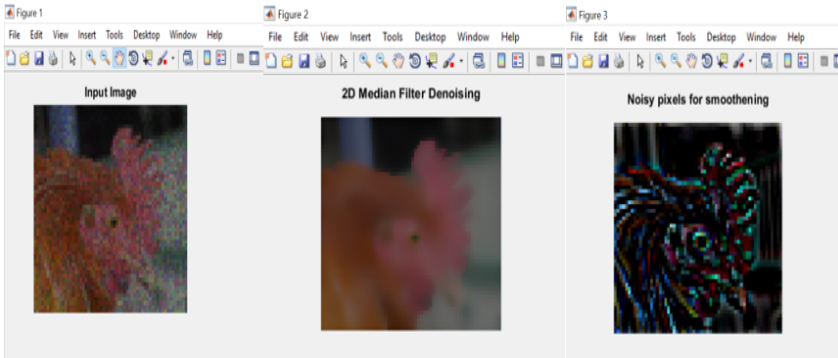 Figure 1
File Edit View Insert Tools Desktop Window Help
Input Image
Figure 2
File Edit View Insert Tools Desktop Window Help
2D Median Filter Denoising
Figure 3
File Edit View Insert Tools Desktop Window Help
Noisy pixels for smoothening